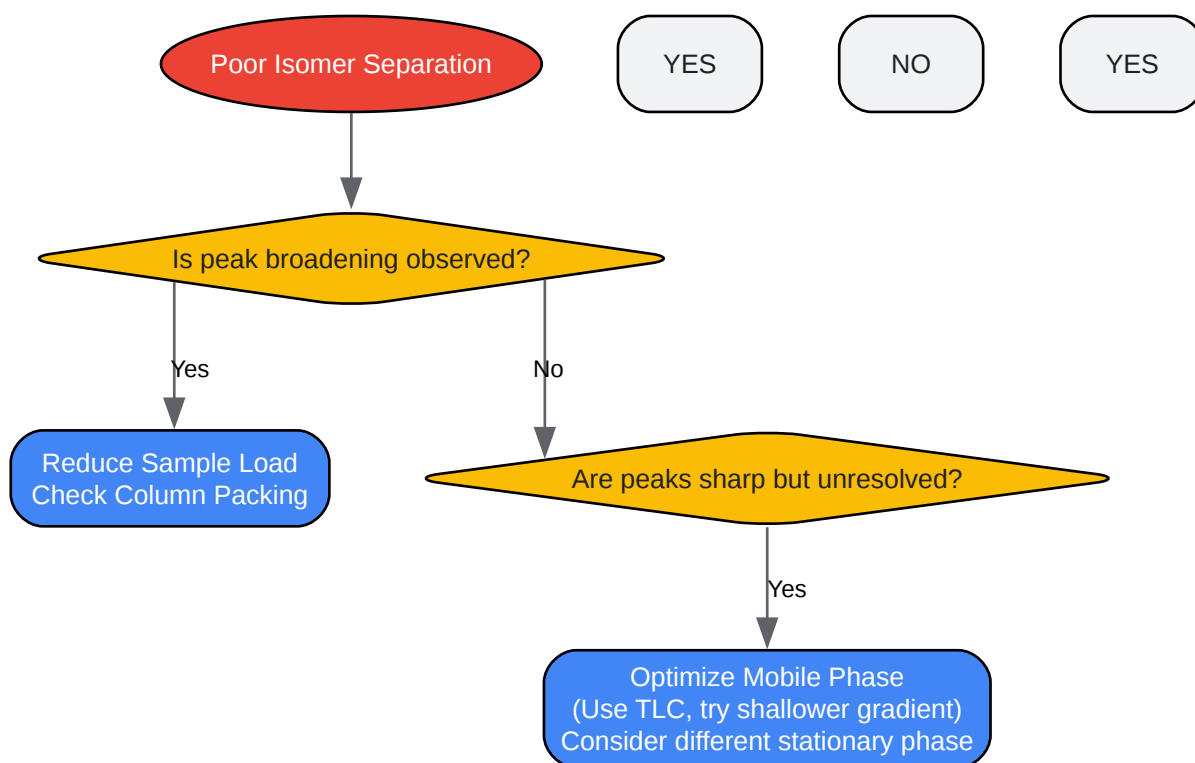 Poor Isomer Separation
YES
NO
YES
Is peak broadening observed?
Yes
No
Reduce Sample Load
Check Column Packing
Are peaks sharp but unresolved?
Yes
Optimize Mobile Phase
(Use TLC, try shallower gradient)
Consider different stationary phase